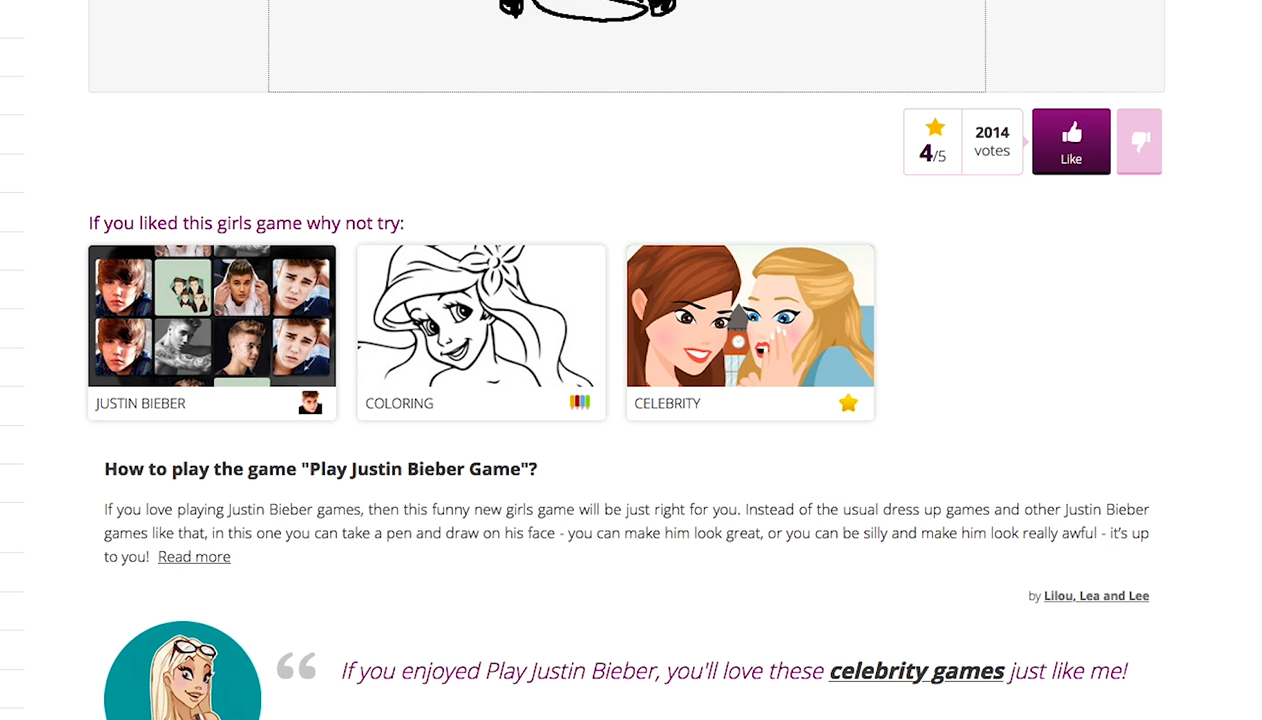 4/5
2014
votes
Like
If you liked this girls game why not try:
JUSTIN BIEBER
COLORING
CELEBRITY
How to play the game "Play Justin Bieber Game"?
If you love playing Justin Bieber games, then this funny new girls game will be just right for you. Instead of the usual dress up games and other Justin Bieber
games like that, in this one you can take a pen and draw on his face - you can make him look great, or you can be silly and make him look really awful - it's up
to you! Read more
by Lilou, Lea and Lee
“ If you enjoyed Play Justin Bieber, you'll love these celebrity games just like me!